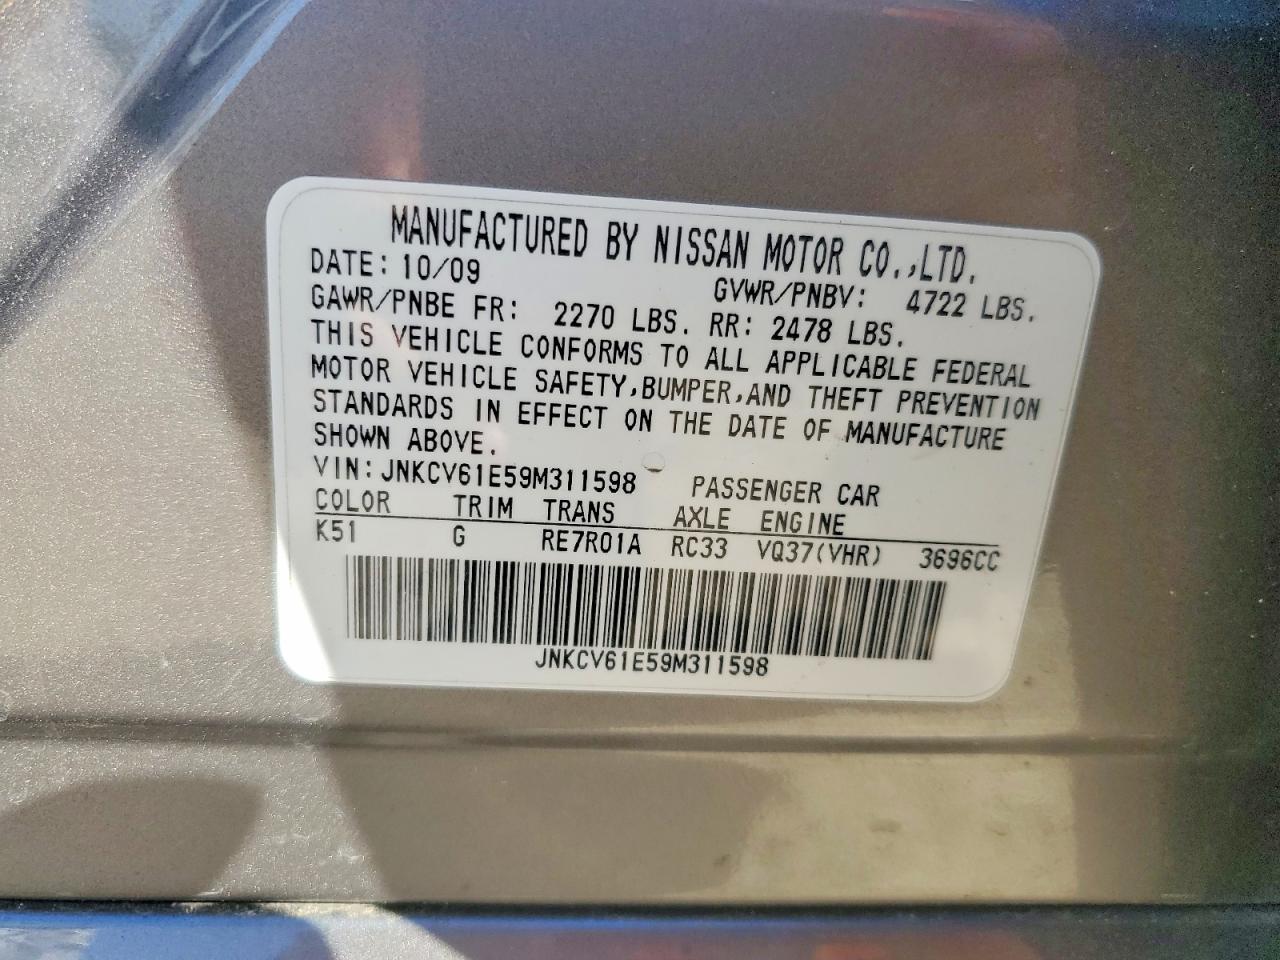 MANUFACTURED BY NISSAN MOTOR CO.,LTD.
DATE: 10/09 GVWR/PNBV: 4722 LBS.
GAWR/PNBE FR: 2270 LBS. RR: 2478 LBS.
THIS VEHICLE CONFORMS TO ALL APPLICABLE FEDERAL
MOTOR VEHICLE SAFETY,BUMPER,AND THEFT PREVENTION
STANDARDS IN EFFECT ON THE DATE OF MANUFACTURE
SHOWN ABOVE.
VIN: JNKCV61E59M311598 PASSENGER CAR
COLOR TRIM TRANS AXLE ENGINE
K51 G RE7R01A RC33 VQ37(VHR) 3696CC
JNKCV61E59M311598